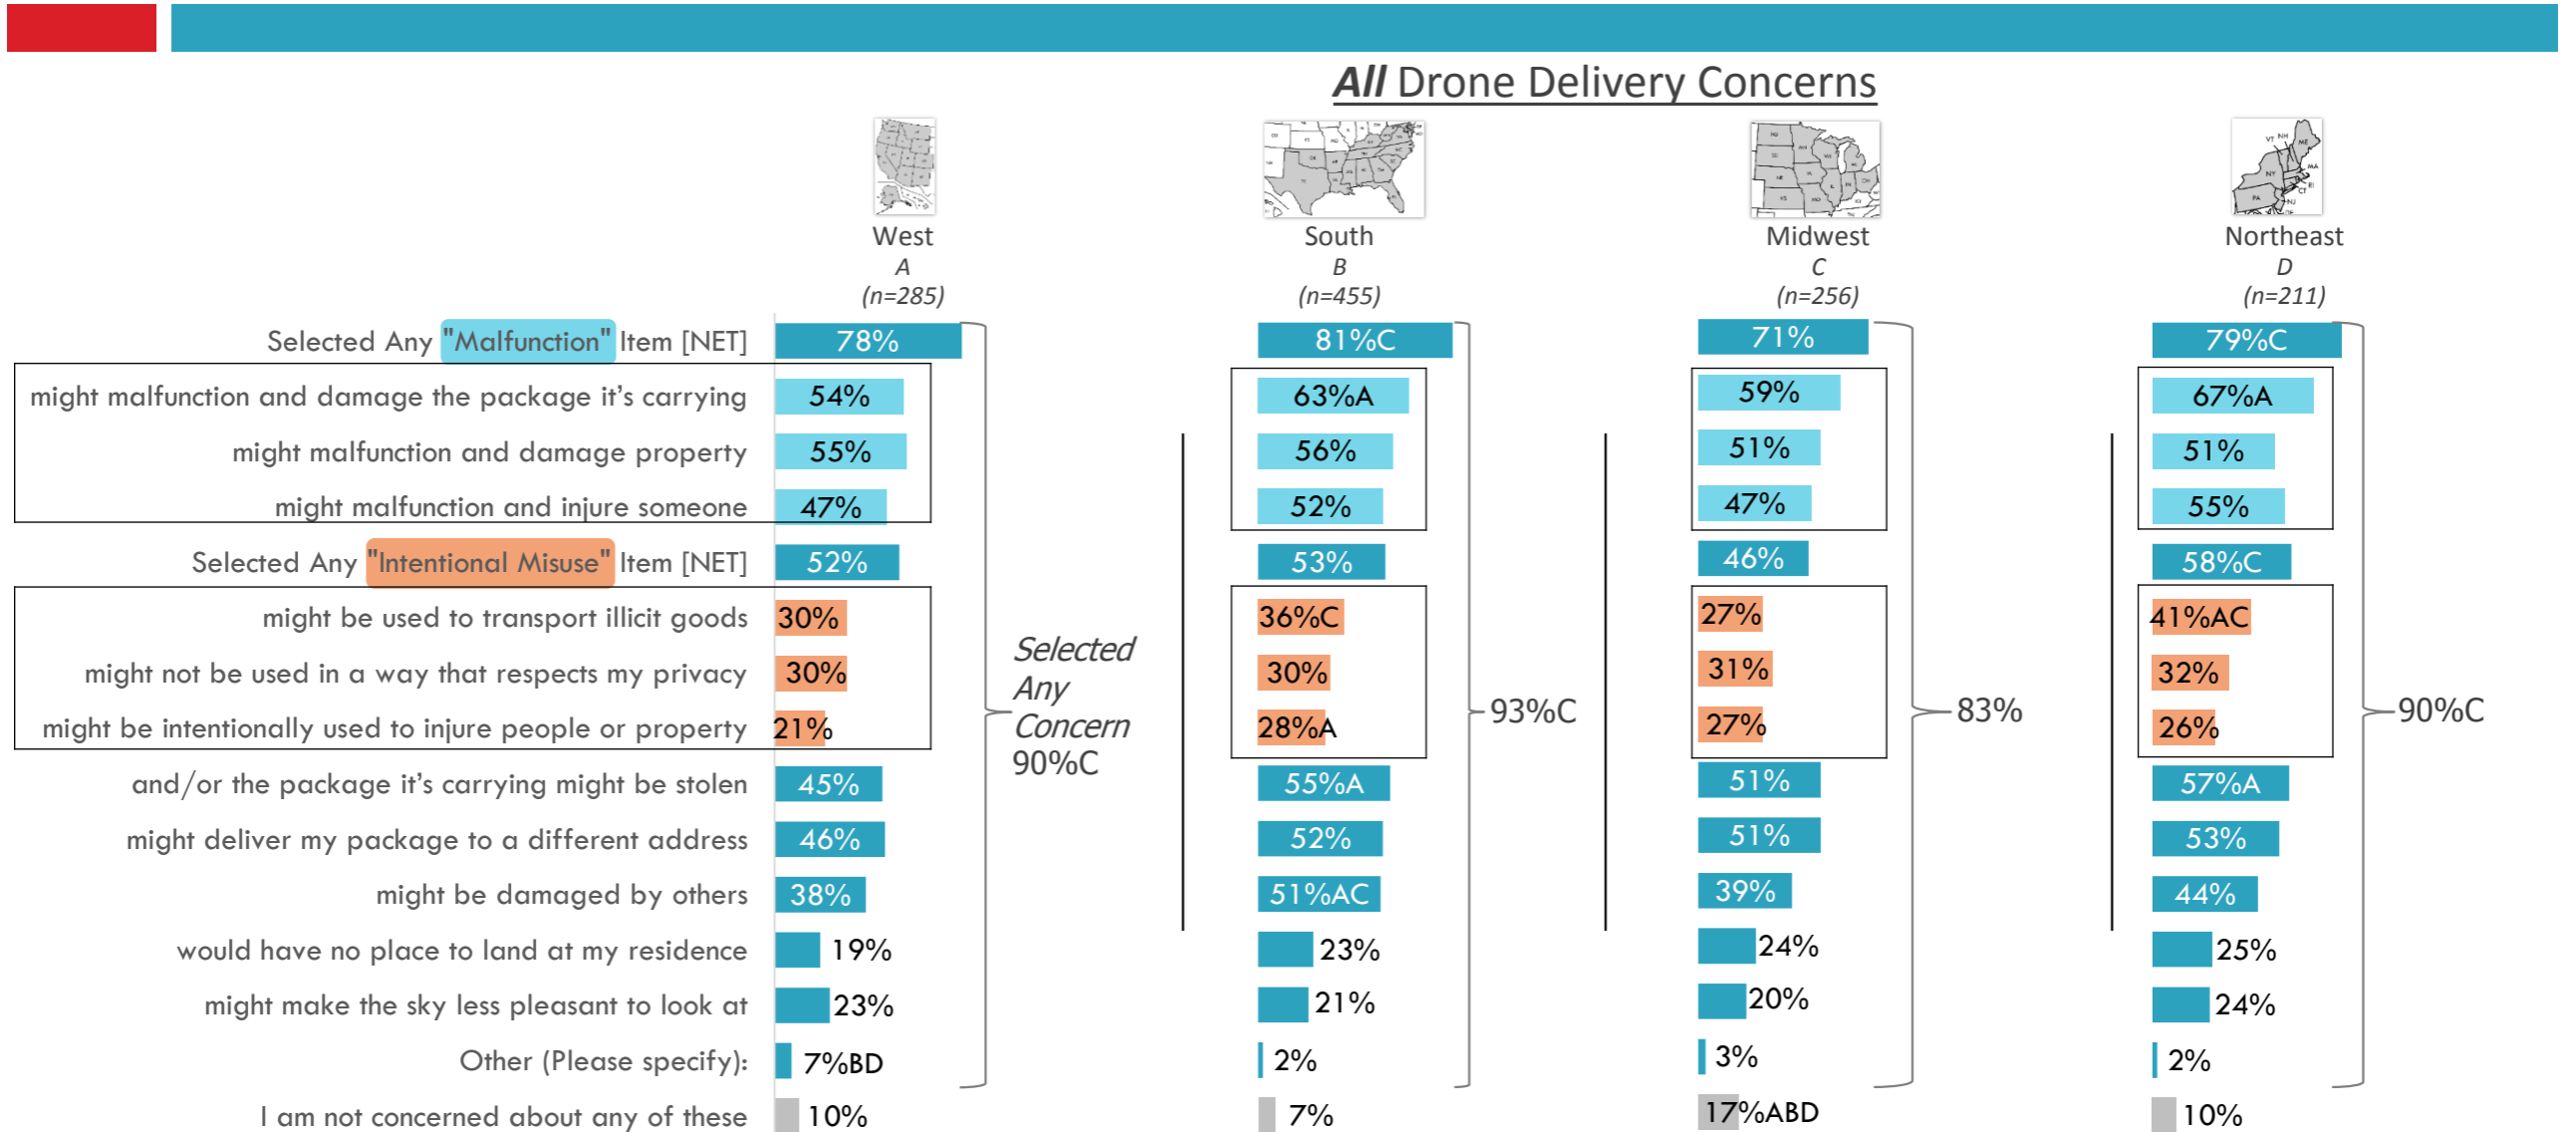 All Drone Delivery Concerns
West
A
(n=285)
South
B
(n=455)
Midwest
C
(n=256)
VT NH
ME
MA
NY
RI
CT
PA
NJ
Northeast
D
(n=211)
Selected Any "Malfunction" Item [NET] 78% 81%C 71% 79%C
might malfunction and damage the package it’s carrying 54% 63%A 59% 67%A
might malfunction and damage property 55% 56% 51% 51%
might malfunction and injure someone 47% 52% 47% 55%
Selected Any "Intentional Misuse" Item [NET] 52% 53% 46% 58%C
might be used to transport illicit goods 30% 36%C 27% 41%AC
might not be used in a way that respects my privacy 30% 30% 31% 32%
might be intentionally used to injure people or property 21% 28%A 27% 26%
Selected
Any
Concern
90%C
93%C
83%
90%C
and/or the package it’s carrying might be stolen 45% 55%A 51% 57%A
might deliver my package to a different address 46% 52% 51% 53%
might be damaged by others 38% 51%AC 39% 44%
would have no place to land at my residence 19% 23% 24% 25%
might make the sky less pleasant to look at 23% 21% 20% 24%
Other (Please specify): 7%BD 2% 3% 2%
I am not concerned about any of these 10% 7% 17%ABD 10%